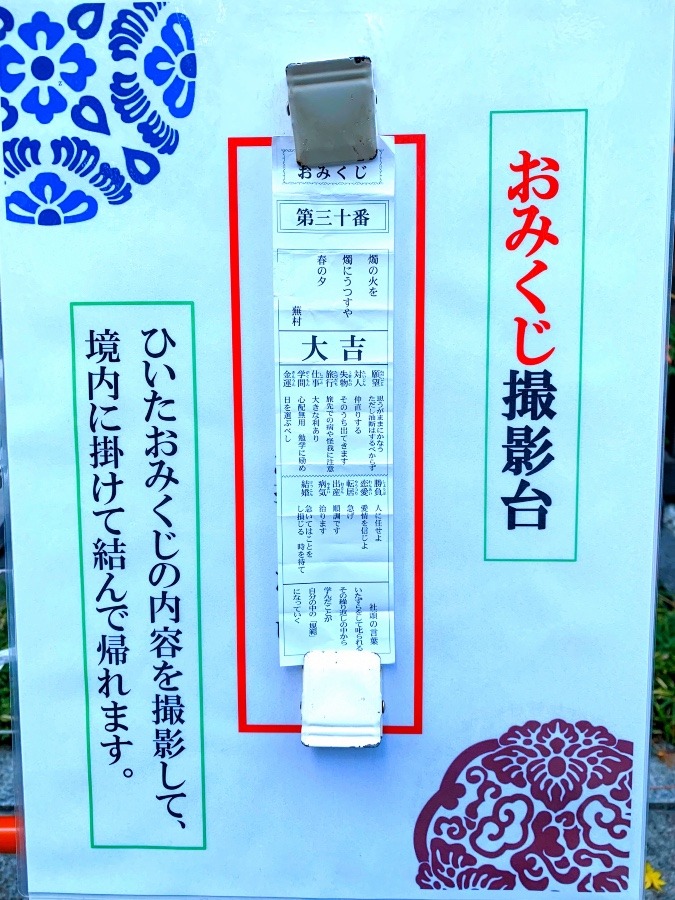 おみくじ撮影台
おみくじ
第三十番
燭の火を
燭にうつすや
春の夕
蕪村
大吉
願望 思うがままにかなう
ただし油断はするべからず
対人 仲直りする
失物 そのうち出てきます
旅行 旅先での病や怪我に注意
仕事 大きな利あり
学問 心配無用 勉学に励め
金運 日を選ぶべし
勝負 人に任せよ
恋愛 愛情を信じよ
転居 急げ
出産 順調です
病気 治ります
結婚 急いてはことを
し損じる 時を待て
社頭の言葉
いたずらをして叱られる
その繰り返しの中から
学んだことが
自分の中の「規範」
になっていく
ひいたおみくじの内容を撮影して、
境内に掛けて結んで帰れます。